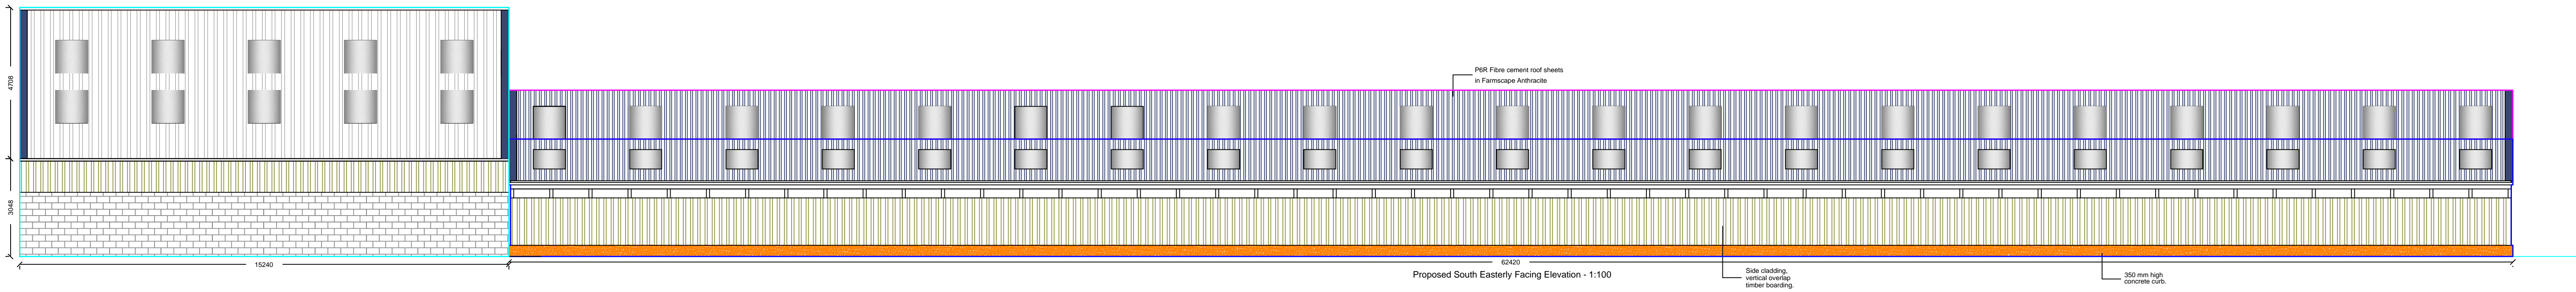 4708
3048
15240
P6R Fibre cement roof sheets
in Farmscape Anthracite
62420
Proposed South Easterly Facing Elevation - 1:100
Side cladding,
vertical overlap
timber boarding.
350 mm high
concrete curb.